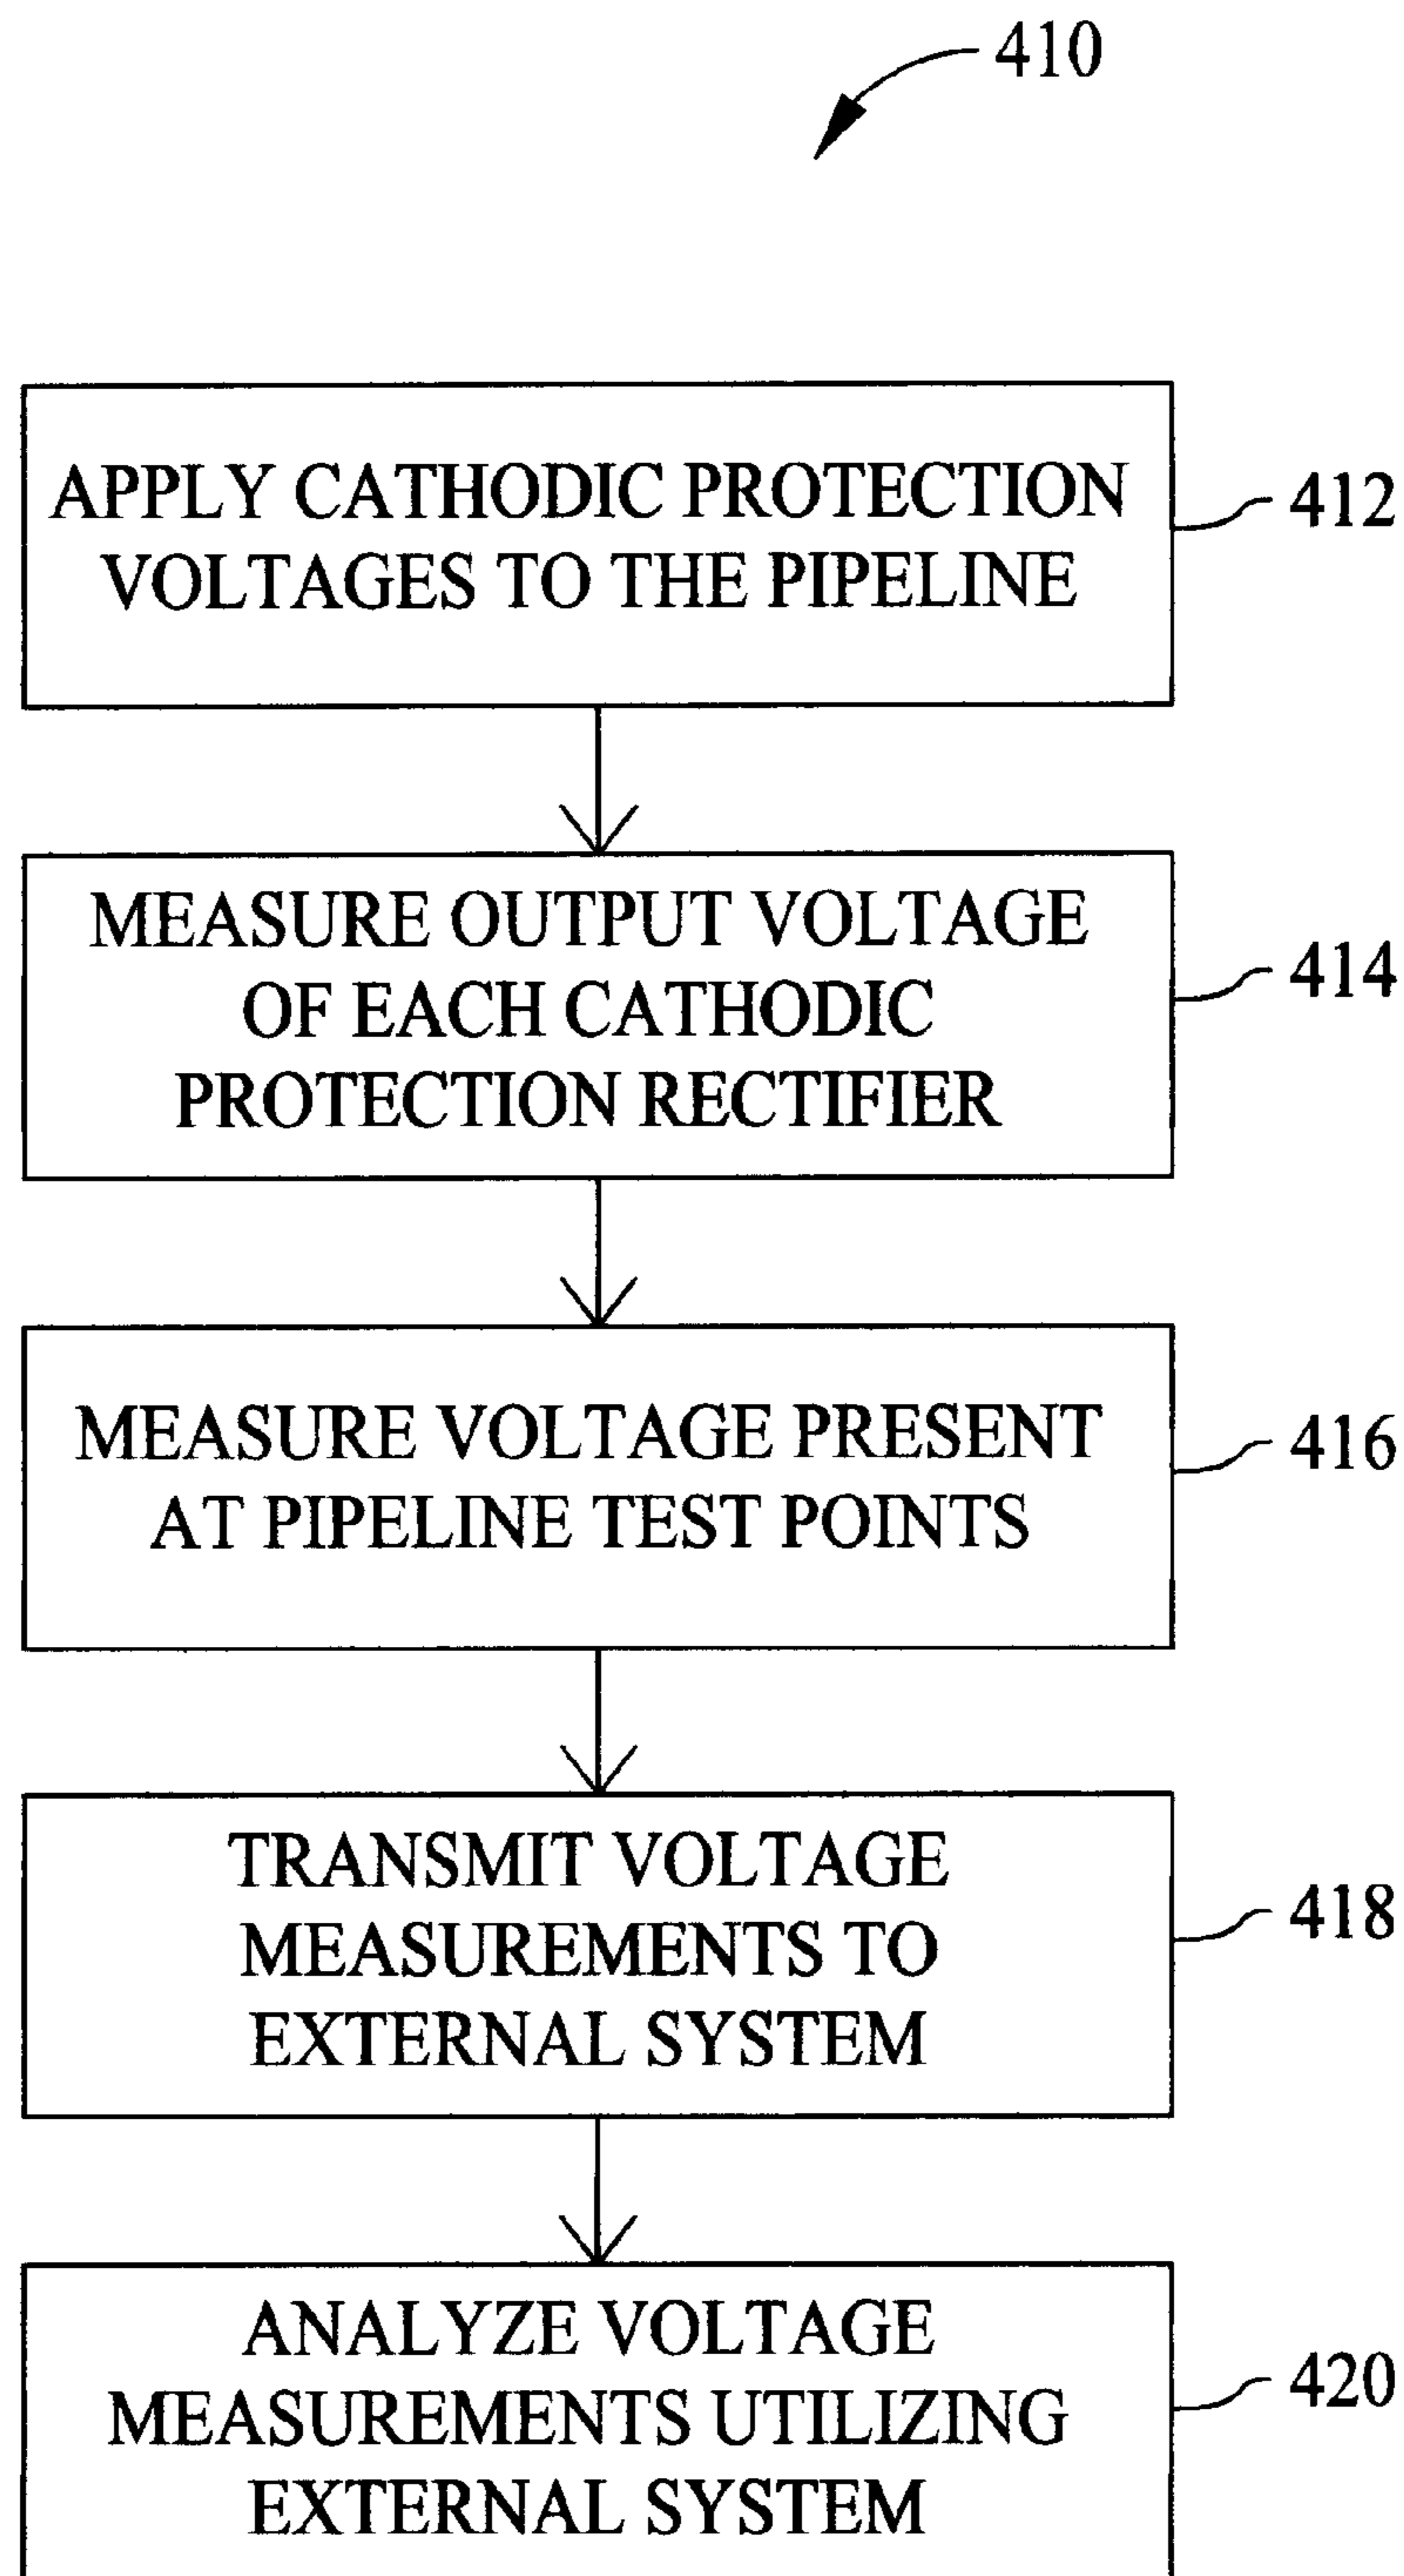 410
APPLY CATHODIC PROTECTION
VOLTAGES TO THE PIPELINE
412
MEASURE OUTPUT VOLTAGE
OF EACH CATHODIC
PROTECTION RECTIFIER
414
MEASURE VOLTAGE PRESENT
AT PIPELINE TEST POINTS
416
TRANSMIT VOLTAGE
MEASUREMENTS TO
EXTERNAL SYSTEM
418
ANALYZE VOLTAGE
MEASUREMENTS UTILIZING
EXTERNAL SYSTEM
420